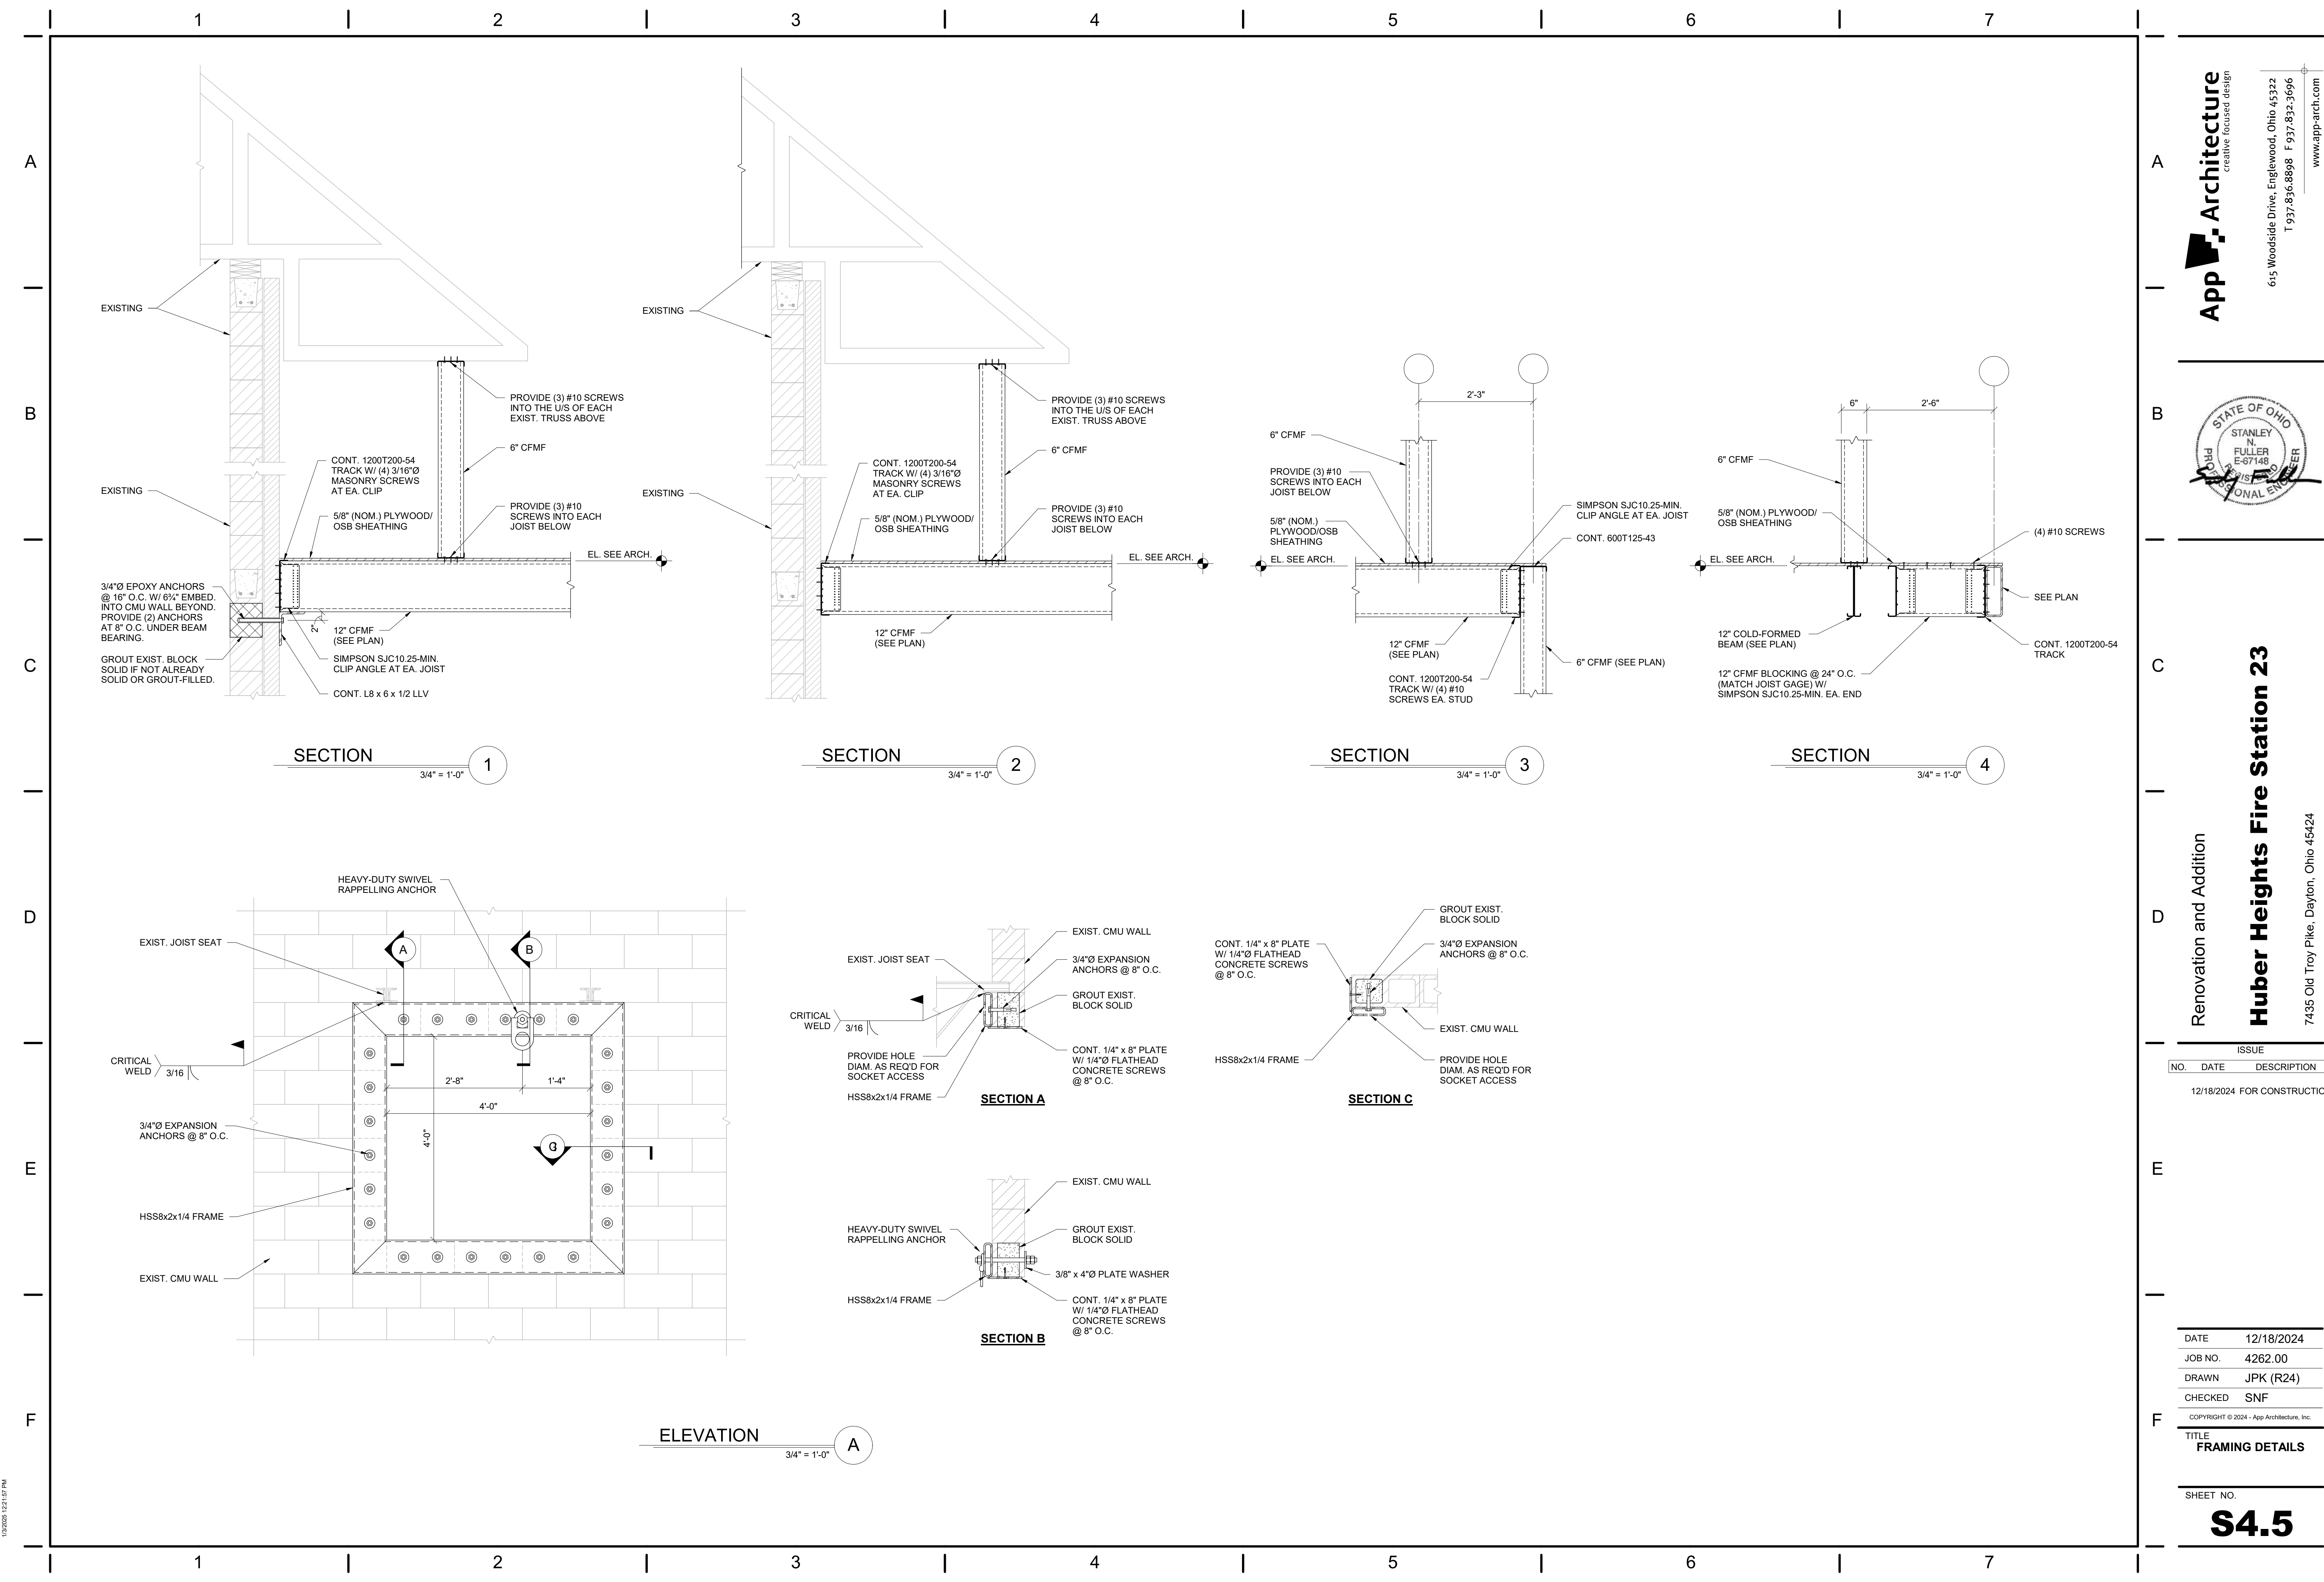 1
2
3
4
5
6
7
A
B
C
D
E
F
EXISTING
EXISTING
CONT. 1200T200-54
TRACK W/ (4) 3/16"Ø
MASONRY SCREWS
AT EA. CLIP
5/8" (NOM.) PLYWOOD/
OSB SHEATHING
PROVIDE (3) #10 SCREWS
INTO THE U/S OF EACH
EXIST. TRUSS ABOVE
6" CFMF
PROVIDE (3) #10
SCREWS INTO EACH
JOIST BELOW
EL. SEE ARCH.
3/4"Ø EPOXY ANCHORS
@ 16" O.C. W/ 6¾" EMBED.
INTO CMU WALL BEYOND.
PROVIDE (2) ANCHORS
AT 8" O.C. UNDER BEAM
BEARING.
GROUT EXIST. BLOCK
SOLID IF NOT ALREADY
SOLID OR GROUT-FILLED.
2"
12" CFMF
(SEE PLAN)
SIMPSON SJC10.25-MIN.
CLIP ANGLE AT EA. JOIST
CONT. L8 x 6 x 1/2 LLV
SECTION
3/4" = 1'-0"
1
EXISTING
EXISTING
CONT. 1200T200-54
TRACK W/ (4) 3/16"Ø
MASONRY SCREWS
AT EA. CLIP
5/8" (NOM.) PLYWOOD/
OSB SHEATHING
PROVIDE (3) #10 SCREWS
INTO THE U/S OF EACH
EXIST. TRUSS ABOVE
6" CFMF
PROVIDE (3) #10
SCREWS INTO EACH
JOIST BELOW
EL. SEE ARCH.
12" CFMF
(SEE PLAN)
SECTION
3/4" = 1'-0"
2
2'-3"
6" CFMF
PROVIDE (3) #10
SCREWS INTO EACH
JOIST BELOW
5/8" (NOM.)
PLYWOOD/OSB
SHEATHING
EL. SEE ARCH.
SIMPSON SJC10.25-MIN.
CLIP ANGLE AT EA. JOIST
CONT. 600T125-43
12" CFMF
(SEE PLAN)
6" CFMF (SEE PLAN)
CONT. 1200T200-54
TRACK W/ (4) #10
SCREWS EA. STUD
SECTION
3/4" = 1'-0"
3
6"
2'-6"
6" CFMF
5/8" (NOM.) PLYWOOD/
OSB SHEATHING
EL. SEE ARCH.
(4) #10 SCREWS
SEE PLAN
12" COLD-FORMED
BEAM (SEE PLAN)
CONT. 1200T200-54
TRACK
12" CFMF BLOCKING @ 24" O.C.
(MATCH JOIST GAGE) W/
SIMPSON SJC10.25-MIN. EA. END
SECTION
3/4" = 1'-0"
4
HEAVY-DUTY SWIVEL
RAPPELLING ANCHOR
EXIST. JOIST SEAT
A
B
CRITICAL
WELD
3/16
2'-8"
1'-4"
4'-0"
4'-0"
3/4"Ø EXPANSION
ANCHORS @ 8" O.C.
HSS8x2x1/4 FRAME
EXIST. CMU WALL
ELEVATION
3/4" = 1'-0"
A
EXIST. JOIST SEAT
CRITICAL
WELD
3/16
PROVIDE HOLE
DIAM. AS REQ'D FOR
SOCKET ACCESS
HSS8x2x1/4 FRAME
EXIST. CMU WALL
3/4"Ø EXPANSION
ANCHORS @ 8" O.C.
GROUT EXIST.
BLOCK SOLID
CONT. 1/4" x 8" PLATE
W/ 1/4"Ø FLATHEAD
CONCRETE SCREWS
@ 8" O.C.
SECTION A
HEAVY-DUTY SWIVEL
RAPPELLING ANCHOR
HSS8x2x1/4 FRAME
EXIST. CMU WALL
GROUT EXIST.
BLOCK SOLID
3/8" x 4"Ø PLATE WASHER
CONT. 1/4" x 8" PLATE
W/ 1/4"Ø FLATHEAD
CONCRETE SCREWS
@ 8" O.C.
SECTION B
CONT. 1/4" x 8" PLATE
W/ 1/4"Ø FLATHEAD
CONCRETE SCREWS
@ 8" O.C.
HSS8x2x1/4 FRAME
GROUT EXIST.
BLOCK SOLID
3/4"Ø EXPANSION
ANCHORS @ 8" O.C.
EXIST. CMU WALL
PROVIDE HOLE
DIAM. AS REQ'D FOR
SOCKET ACCESS
SECTION C
A
B
C
D
E
F
1
2
3
4
5
6
7
1/3/2025 12:21:57 PM
App Architecture
creative focused design
615 Woodside Drive, Englewood, Ohio 45322
T 937.836.8898 F 937.832.3696
www.app-arch.com
STATE OF OHIO
STANLEY
N.
FULLER
E-67148
REGISTERED
PROFESSIONAL ENGINEER
Renovation and Addition
Huber Heights Fire Station 23
7435 Old Troy Pike, Dayton, Ohio 45424
ISSUE
NO. DATE DESCRIPTION
12/18/2024 FOR CONSTRUCTIO
DATE 12/18/2024
JOB NO. 4262.00
DRAWN JPK (R24)
CHECKED SNF
COPYRIGHT © 2024 - App Architecture, Inc.
TITLE
FRAMING DETAILS
SHEET NO.
S4.5